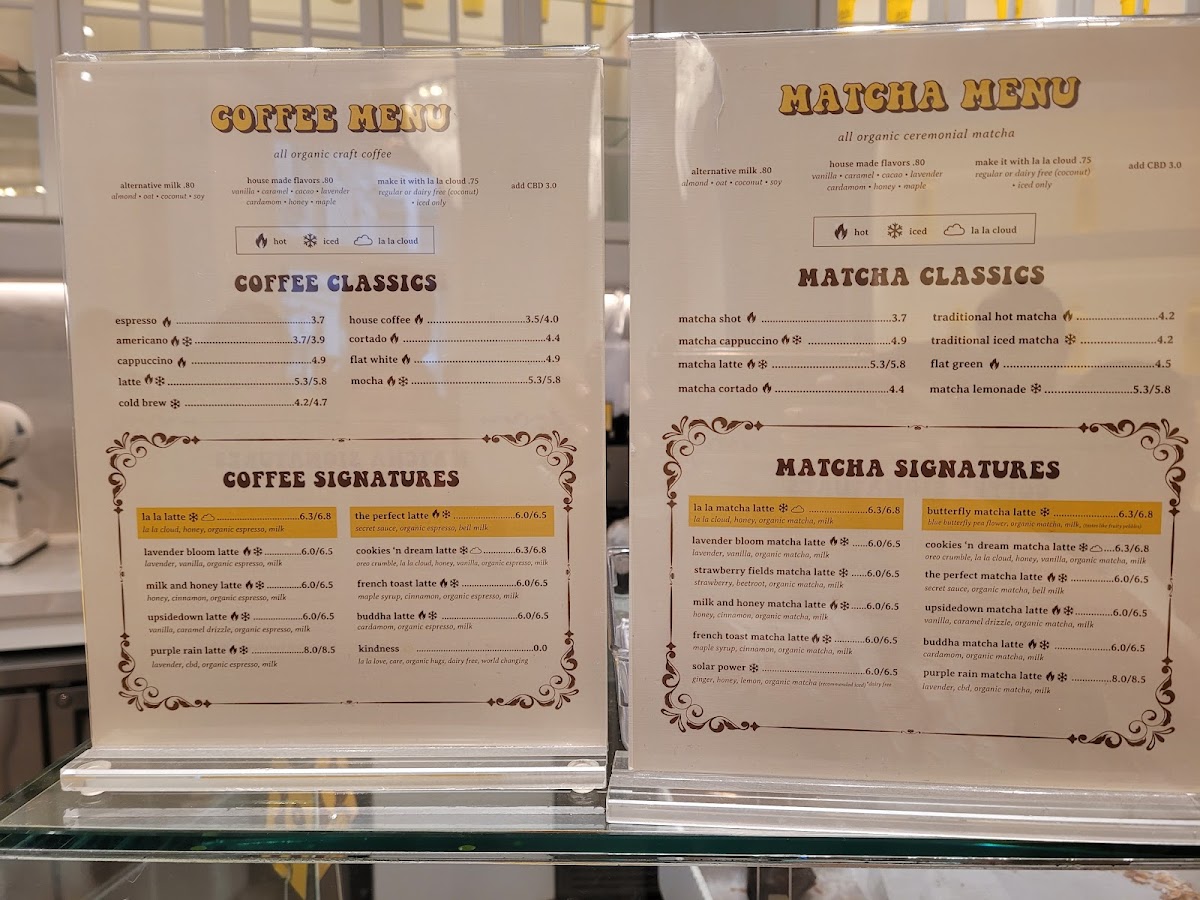 COFFEE MENU
all organic craft coffee
alternative milk .80
almond • oat • coconut • soy
house made flavors .80
vanilla • caramel • cacao • lavender
cardamom • honey • maple
make it with la la cloud .75
regular or dairy free (coconut)
• iced only
add CBD 3.0
hot iced la la cloud
COFFEE CLASSICS
espresso 3.7
americano 3.7/3.9
cappuccino 4.9
latte 5.3/5.8
cold brew 4.2/4.7
house coffee 3.5/4.0
cortado 4.4
flat white 4.9
mocha 5.3/5.8
COFFEE SIGNATURES
la la latte 6.3/6.8
la la cloud, honey, organic espresso, milk
lavender bloom latte 6.0/6.5
lavender, vanilla, organic espresso, milk
milk and honey latte 6.0/6.5
honey, cinnamon, organic espresso, milk
upsidedown latte 6.0/6.5
vanilla, caramel drizzle, organic espresso, milk
purple rain latte 8.0/8.5
lavender, cbd, organic espresso, milk
the perfect latte 6.0/6.5
secret sauce, organic espresso, bell milk
cookies 'n dream latte 6.3/6.8
oreo crumble, la la cloud, honey, vanilla, organic espresso, milk
french toast latte 6.0/6.5
maple syrup, cinnamon, organic espresso, milk
buddha latte 6.0/6.5
cardamom, organic espresso, milk
kindness 0.0
la la love, care, organic hugs, dairy free, world changing
MATCHA MENU
all organic ceremonial matcha
alternative milk .80
almond • oat • coconut • soy
house made flavors .80
vanilla • caramel • cacao • lavender
cardamom • honey • maple
make it with la la cloud .75
regular or dairy free (coconut)
• iced only
add CBD 3.0
hot iced la la cloud
MATCHA CLASSICS
matcha shot 3.7
matcha cappuccino 4.9
matcha latte 5.3/5.8
matcha cortado 4.4
traditional hot matcha 4.2
traditional iced matcha 4.2
flat green 4.5
matcha lemonade 5.3/5.8
MATCHA SIGNATURES
la la matcha latte 6.3/6.8
la la cloud, honey, organic matcha, milk
lavender bloom matcha latte 6.0/6.5
lavender, vanilla, organic matcha, milk
strawberry fields matcha latte 6.0/6.5
strawberry, beetroot, organic matcha, milk
milk and honey matcha latte 6.0/6.5
honey, cinnamon, organic matcha, milk
french toast matcha latte 6.0/6.5
maple syrup, cinnamon, organic matcha, milk
solar power 6.0/6.5
ginger, honey, lemon, organic matcha (recommended iced) *dairy free
butterfly matcha latte 6.3/6.8
blue butterfly pea flower, organic matcha, milk, (tastes like fruity pebbles)
cookies 'n dream matcha latte 6.3/6.8
oreo crumble, la la cloud, honey, vanilla, organic matcha, milk
the perfect matcha latte 6.0/6.5
secret sauce, organic matcha, bell milk
upsidedown matcha latte 6.0/6.5
vanilla, caramel drizzle, organic matcha, milk
buddha matcha latte 6.0/6.5
cardamom, organic matcha, milk
purple rain matcha latte 8.0/8.5
lavender, cbd, organic matcha, milk